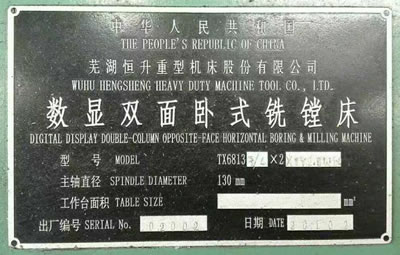 中华人民共和国
THE PEOPLE'S REPUBLIC OF CHINA
芜湖恒升重型机床股份有限公司
WUHU HENGSHENG HEAVY DUTY MACHINE TOOL CO., LTD.
数显双面卧式铣镗床
DIGITAL DISPLAY DOUBLE-COLUMN OPPOSITE-FACE HORIZONTAL BORING & MILLING MACHINE
型 号 MODEL TX6813 ×2
主轴直径 SPINDLE DIAMETER 130 mm
工作台面积 TABLE SIZE mm²
出厂编号 SERIAL No. 日期 DATE